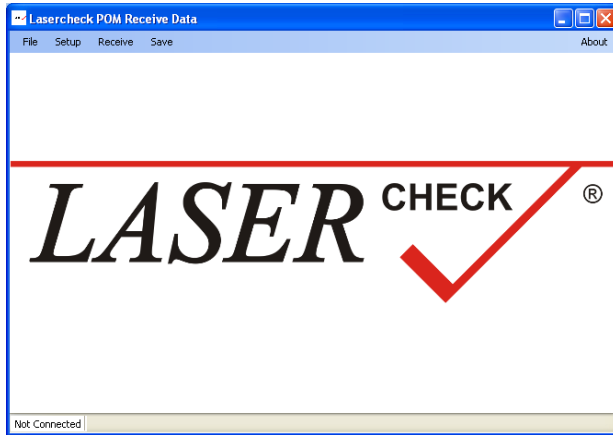 Lasercheck POM Receive Data
File Setup Receive Save About
LASER CHECK ®
Not Connected